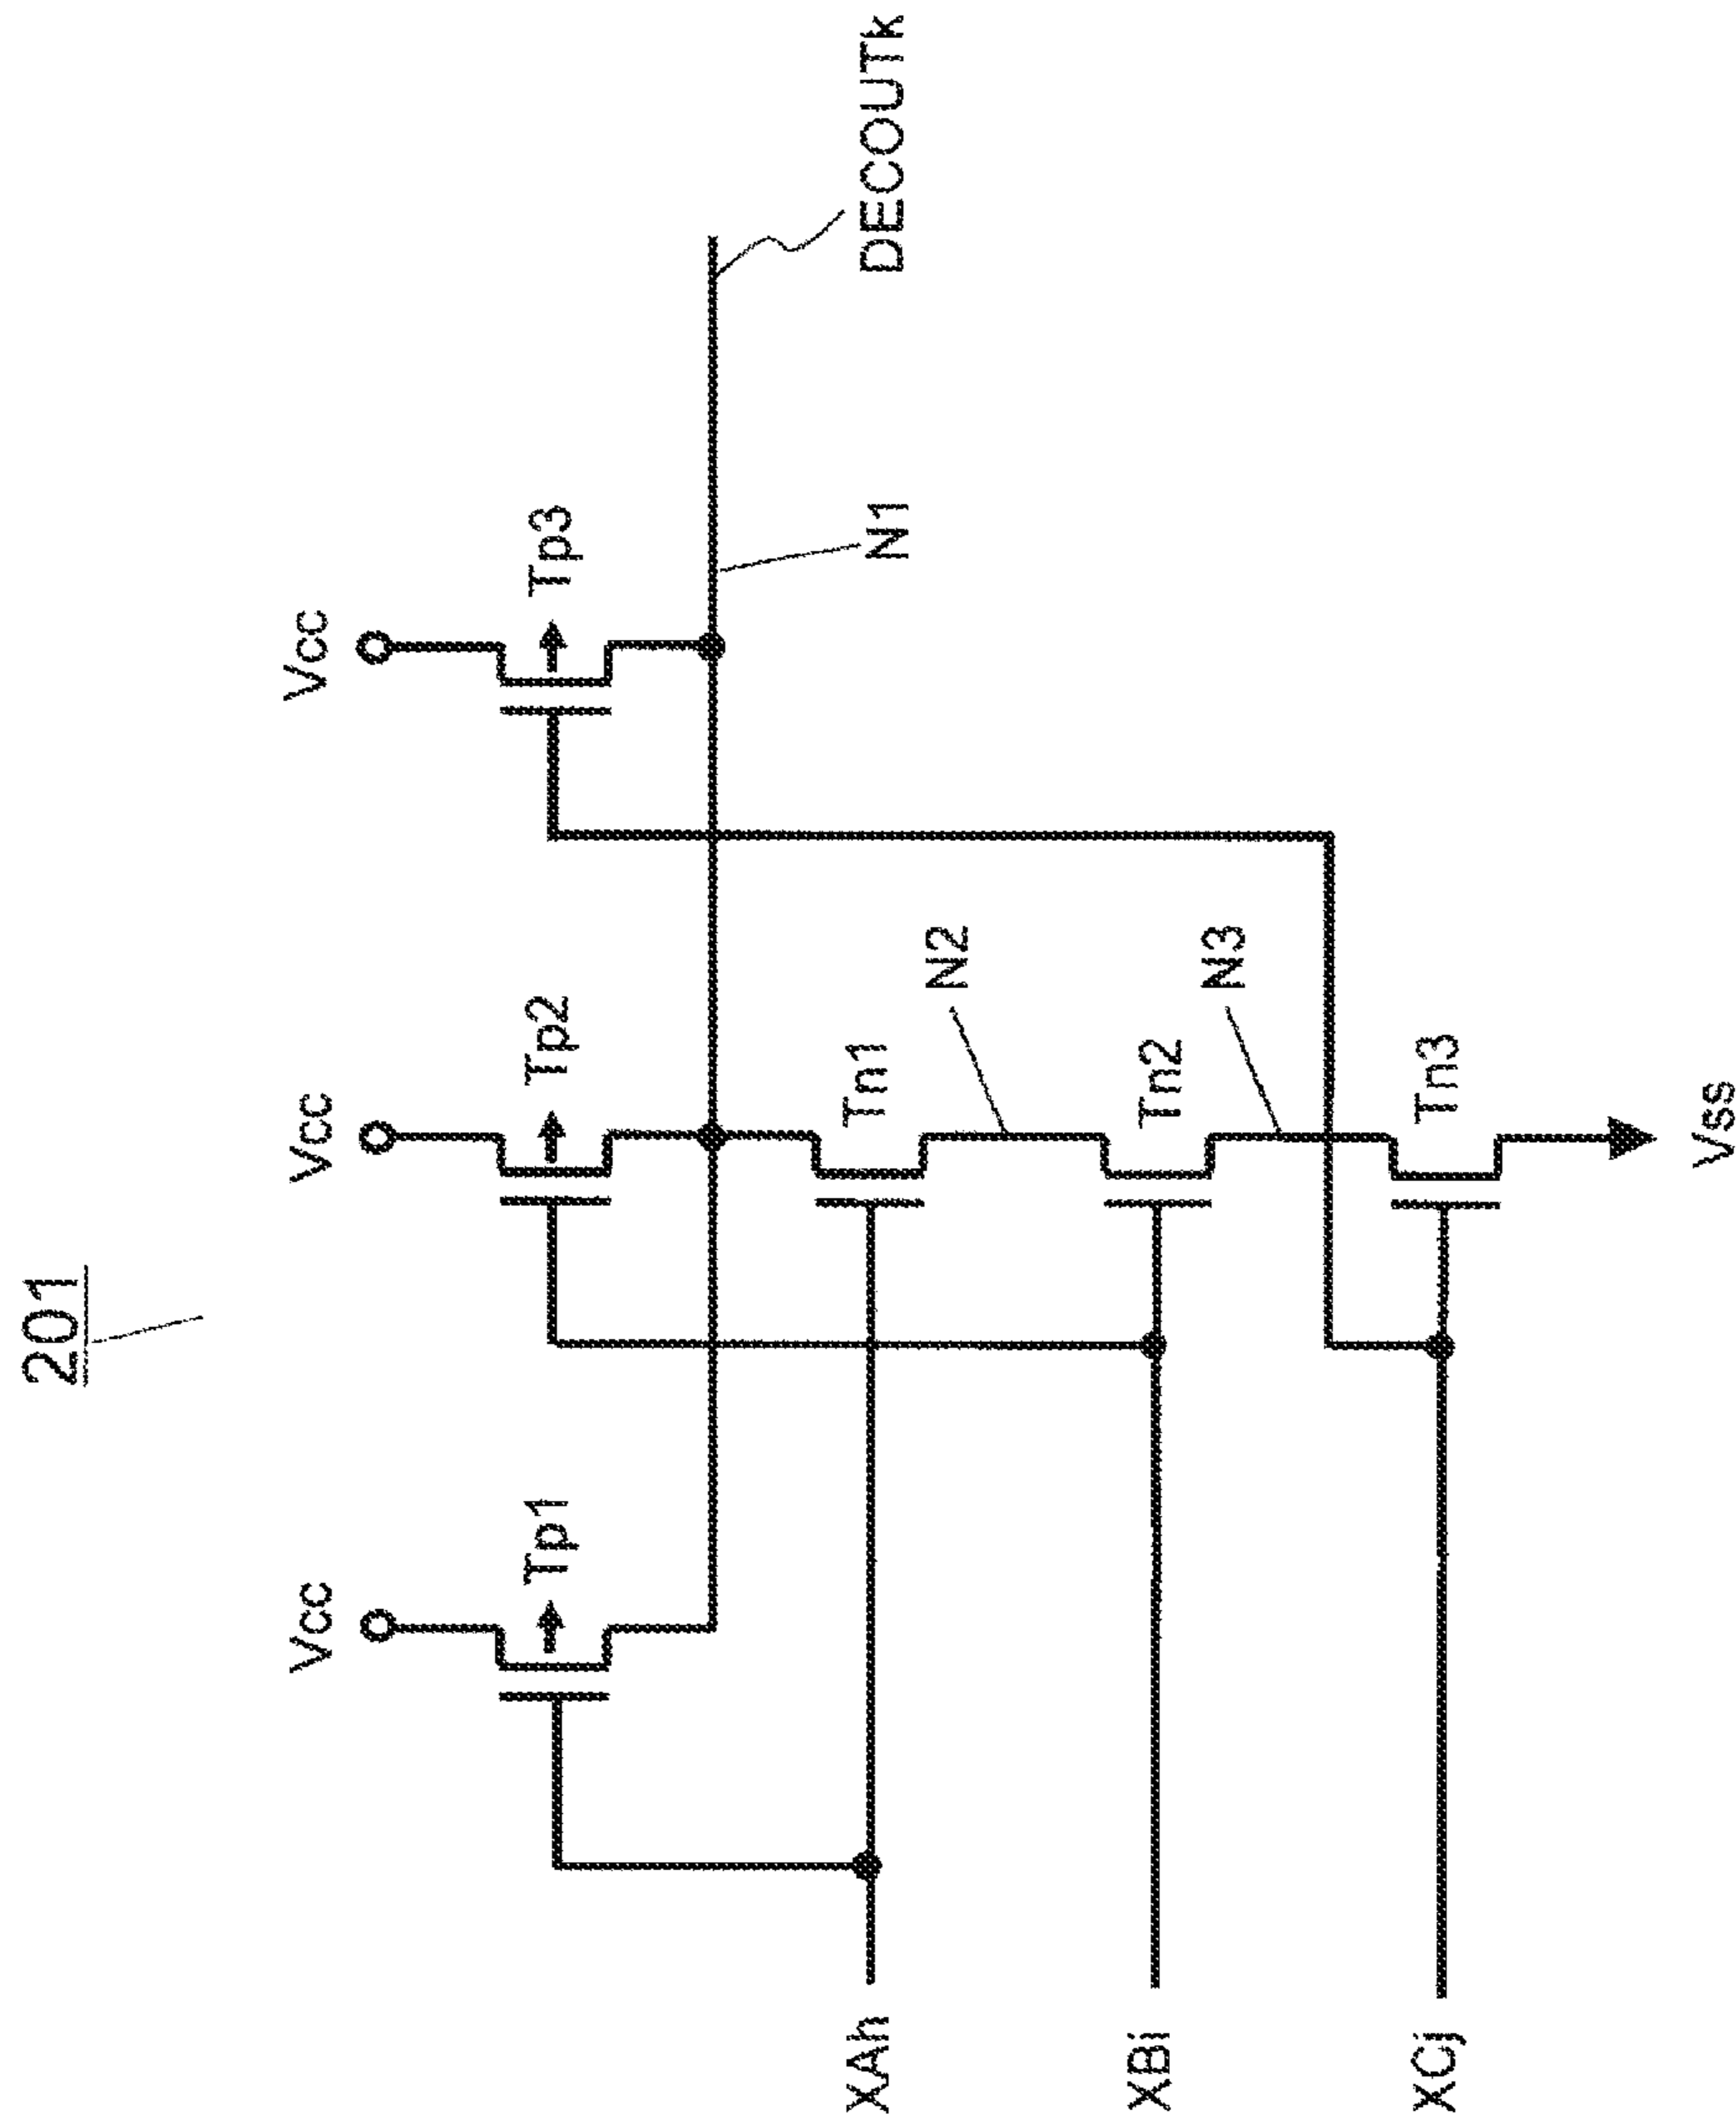 201
Vcc
Vcc
Vcc
Tp1
Tp2
Tp3
N1
DECOUTk
XAh
Tn1
N2
XBi
Tn2
N3
XCj
Tn3
Vss